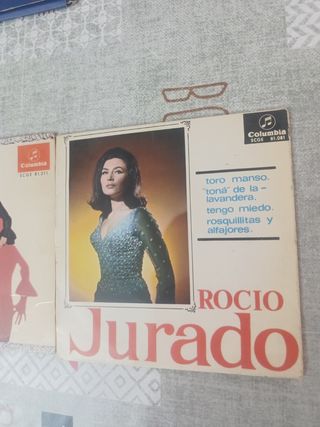 Columbia
SCGE 81.211
Columbia
SCGE 81.081
toro manso.
"toná" de la-
lavandera.
tengo miedo.
rosquillitas y
alfajores.
ROCIO
Jurado